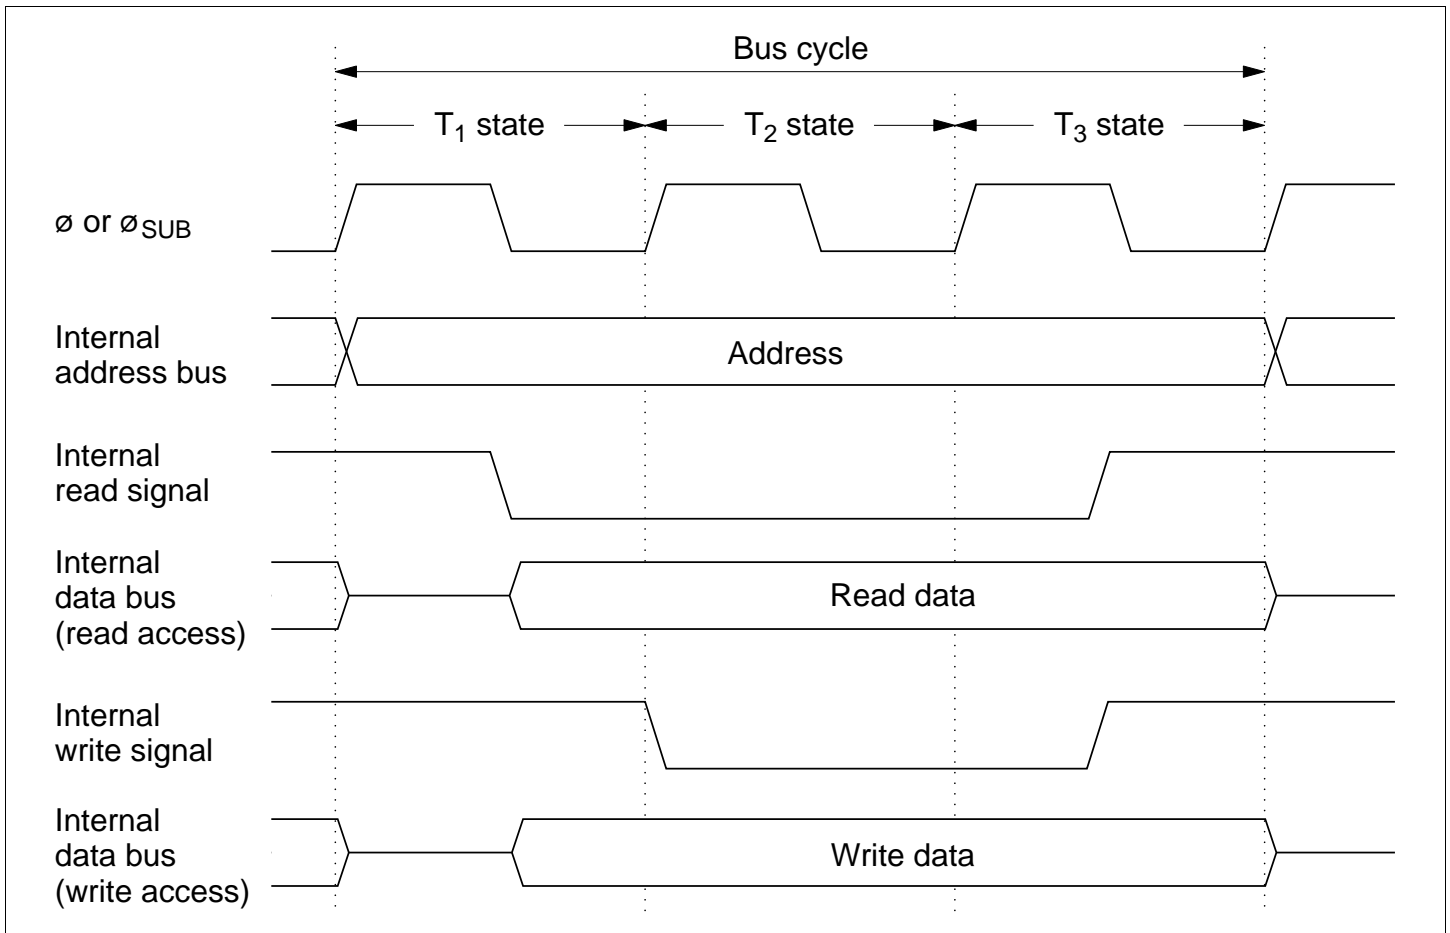 Bus cycle
T₁ state
T₂ state
T₃ state
ø or øSUB
Internal
address bus
Address
Internal
read signal
Internal
data bus
(read access)
Read data
Internal
write signal
Internal
data bus
(write access)
Write data